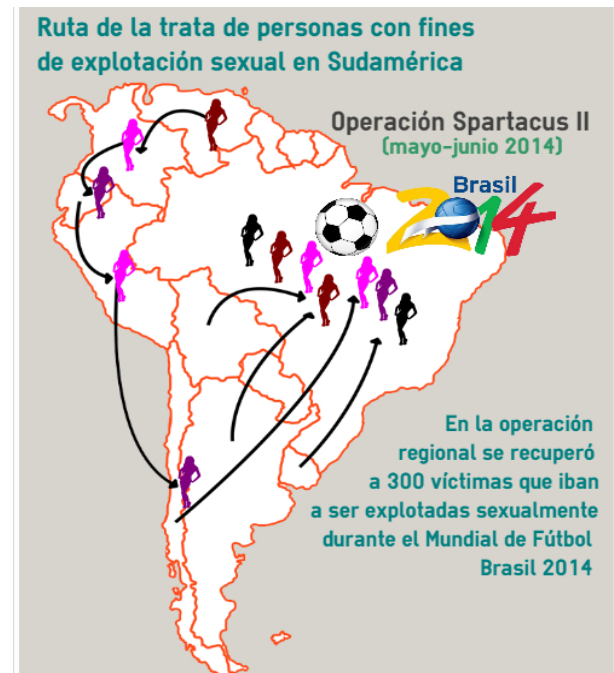 Ruta de la trata de personas con fines
de explotación sexual en Sudamérica
Operación Spartacus II
(mayo-junio 2014)
Brasil
2014
En la operación
regional se recuperó
a 300 víctimas que iban
a ser explotadas sexualmente
durante el Mundial de Fútbol
Brasil 2014